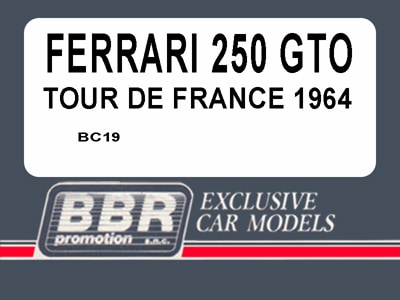 FERRARI 250 GTO
TOUR DE FRANCE 1964
BC19
BBR
promotion s.n.c.
EXCLUSIVE
CAR MODELS